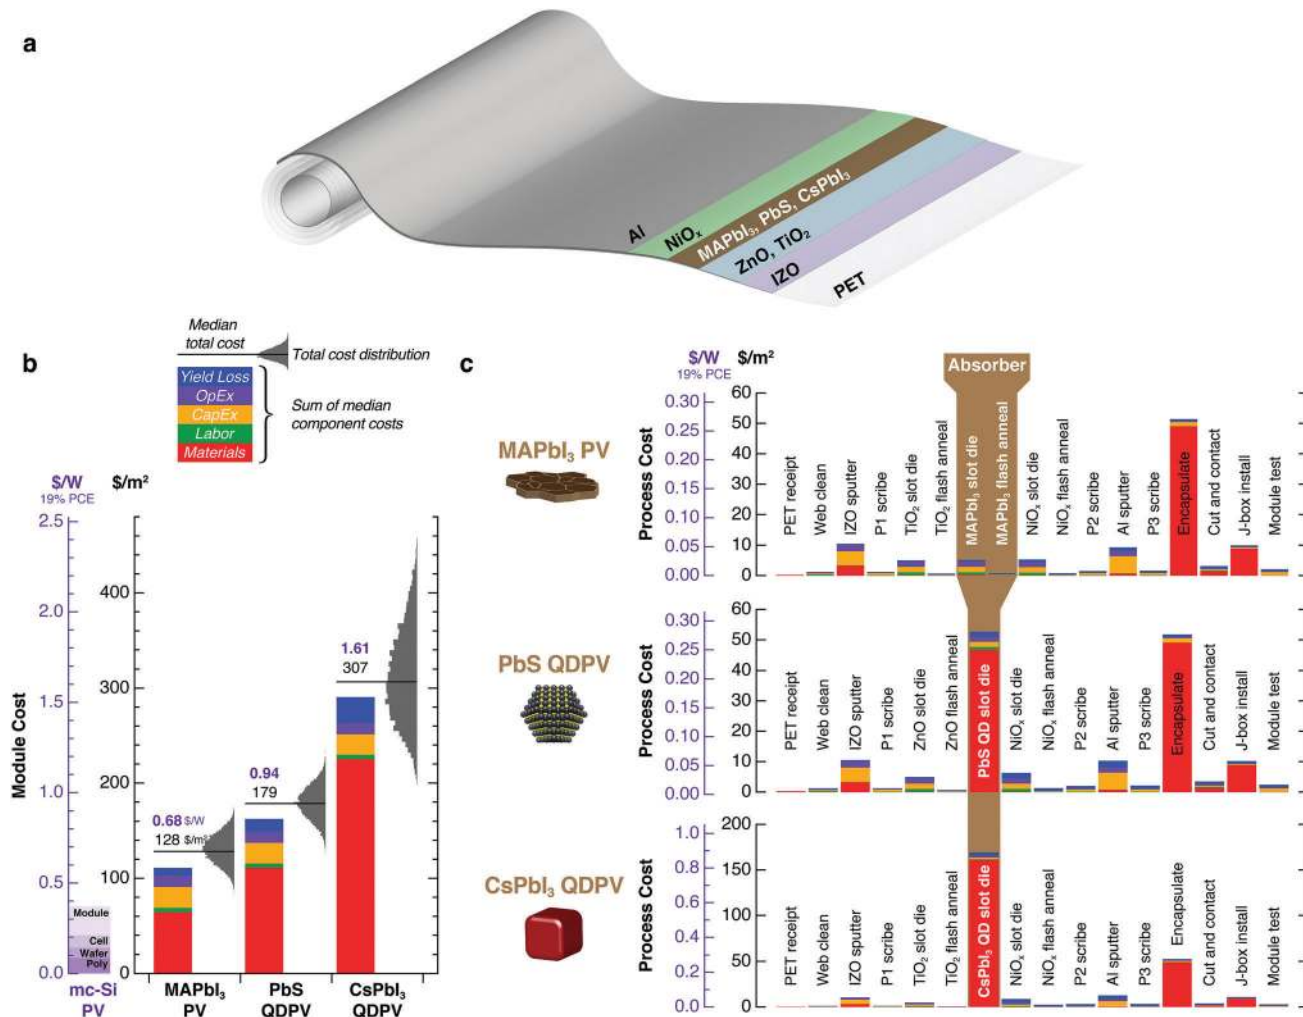 a
Al
NiOₓ
MAPbI₃, PbS, CsPbI₃
ZnO, TiO₂
IZO
PET
b
Median
total cost
Total cost distribution
Yield Loss
OpEx
CapEx
Labor
Materials
Sum of median
component costs
$/W
19% PCE
$/m²
Module Cost
2.5
2.0
1.5
1.0
0.5
0.0
400
300
200
100
0
Module
Cell
Wafer
Poly
0.68 $/W
128 $/m²
0.94
179
1.61
307
mc-Si
PV
MAPbI₃
PV
PbS
QDPV
CsPbI₃
QDPV
c
$/W
19% PCE
$/m²
Absorber
MAPbI₃ PV
Process Cost
0.30
0.25
0.20
0.15
0.10
0.05
0.00
Process Cost
60
50
40
30
20
10
0
PET receipt
Web clean
IZO sputter
P1 scribe
TiO₂ slot die
TiO₂ flash anneal
MAPbI₃ slot die
MAPbI₃ flash anneal
NiOₓ slot die
NiOₓ flash anneal
P2 scribe
Al sputter
P3 scribe
Encapsulate
Cut and contact
J-box install
Module test
PbS QDPV
Process Cost
0.30
0.25
0.20
0.15
0.10
0.05
0.00
Process Cost
60
50
40
30
20
10
0
PET receipt
Web clean
IZO sputter
P1 scribe
ZnO slot die
ZnO flash anneal
PbS QD slot die
NiOₓ slot die
NiOₓ flash anneal
P2 scribe
Al sputter
P3 scribe
Encapsulate
Cut and contact
J-box install
Module test
CsPbI₃ QDPV
Process Cost
1.0
0.8
0.6
0.4
0.2
0.0
Process Cost
200
150
100
50
0
PET receipt
Web clean
IZO sputter
P1 scribe
TiO₂ slot die
TiO₂ flash anneal
CsPbI₃ QD slot die
NiOₓ slot die
NiOₓ flash anneal
P2 scribe
Al sputter
P3 scribe
Encapsulate
Cut and contact
J-box install
Module test